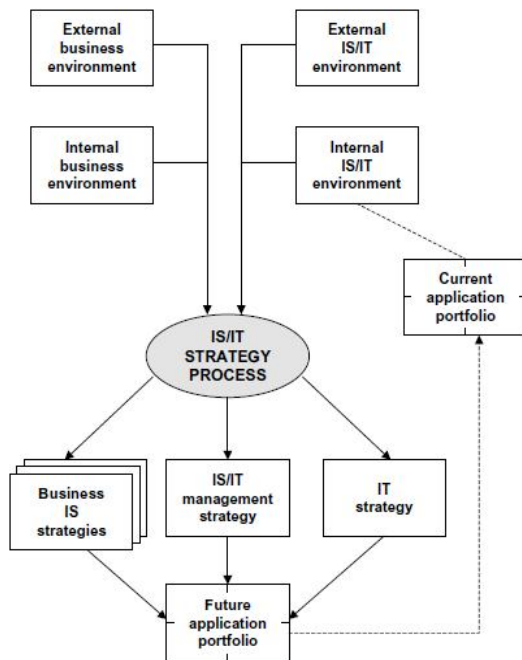 External
business
environment
External
IS/IT
environment
Internal
business
environment
Internal
IS/IT
environment
Current
application
portfolio
IS/IT
STRATEGY
PROCESS
Business
IS
strategies
IS/IT
management
strategy
IT
strategy
Future
application
portfolio